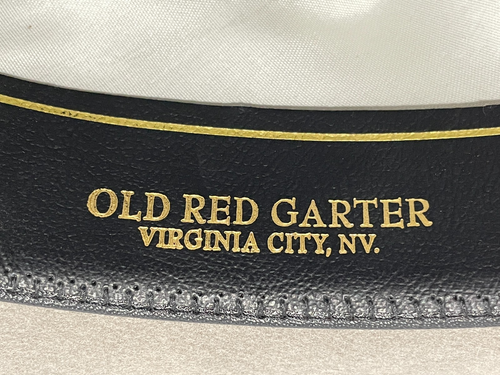 OLD RED GARTER
VIRGINIA CITY, NV.